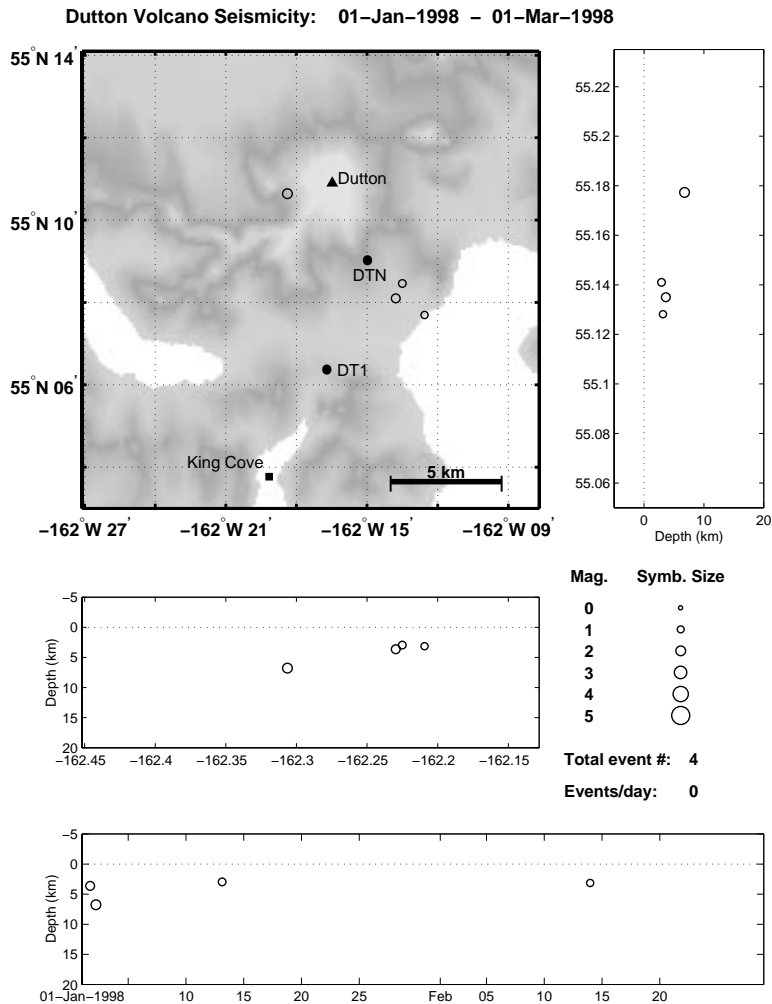 Dutton Volcano Seismicity: 01−Jan−1998 − 01−Mar−1998
55°N 14'
55°N 10'
55°N 06'
Dutton
DTN
DT1
King Cove
5 km
−162°W 27' −162°W 21' −162°W 15' −162°W 09'
55.22
55.2
55.18
55.16
55.14
55.12
55.1
55.08
55.06
0 10 20
Depth (km)
−5
0
5
10
15
20
Depth (km)
−162.45 −162.4 −162.35 −162.3 −162.25 −162.2 −162.15
Mag. Symb. Size
0
1
2
3
4
5
Total event #: 4
Events/day: 0
−5
0
5
10
15
20
Depth (km)
01−Jan−1998 10 15 20 25 Feb 05 10 15 20